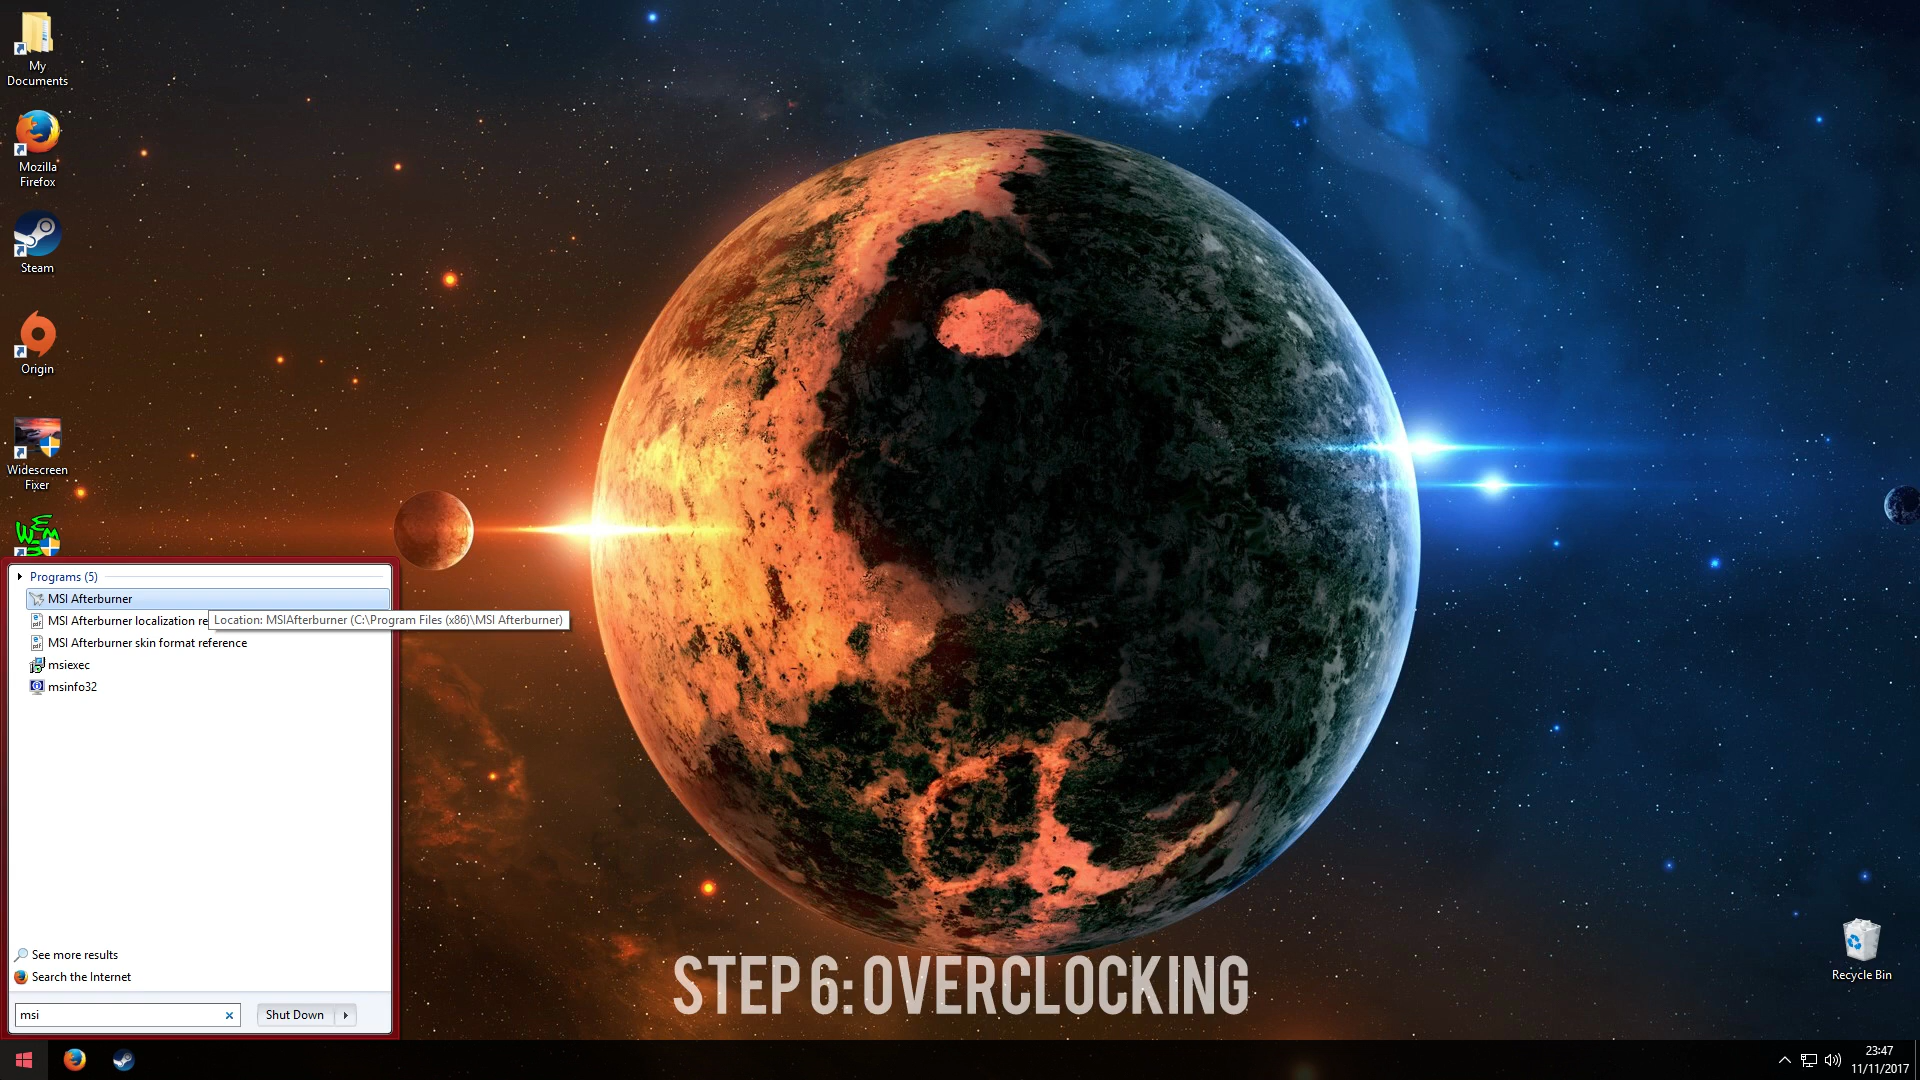 My
Documents
Mozilla
Firefox
Steam
Origin
Widescreen
Fixer
Programs (5)
MSI Afterburner
Location: MSIAfterburner (C:\Program Files (x86)\MSI Afterburner)
MSI Afterburner localization re
MSI Afterburner skin format reference
msiexec
msinfo32
See more results
Search the Internet
msi
Shut Down
STEP 6: OVERCLOCKING
Recycle Bin
23:47
11/11/2017